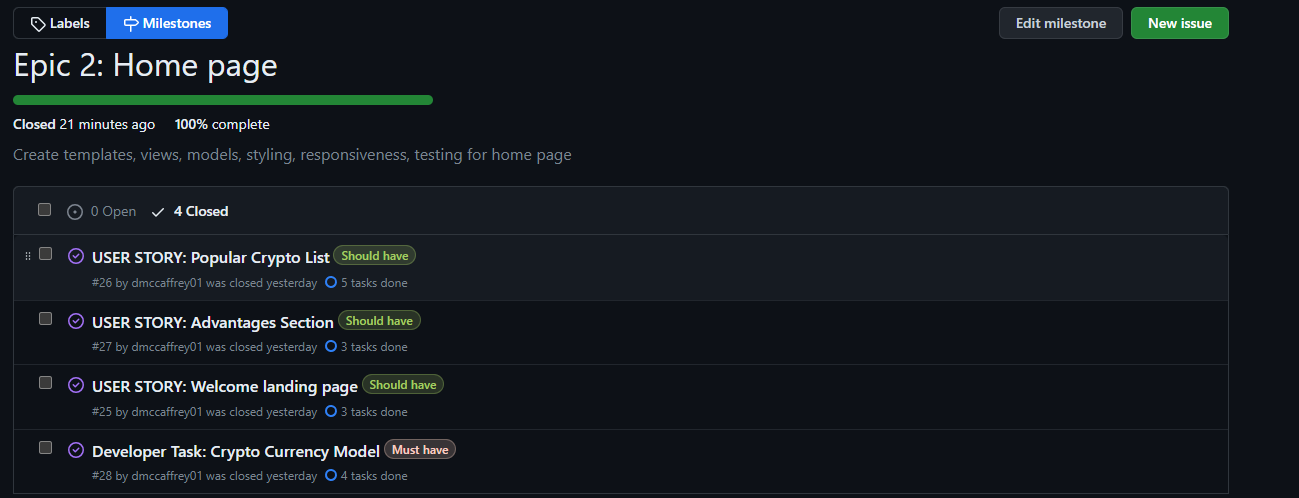 Labels Milestones Edit milestone New issue
Epic 2: Home page
Closed 21 minutes ago 100% complete
Create templates, views, models, styling, responsiveness, testing for home page
0 Open 4 Closed
USER STORY: Popular Crypto List Should have
#26 by dmccaffrey01 was closed yesterday 5 tasks done
USER STORY: Advantages Section Should have
#27 by dmccaffrey01 was closed yesterday 3 tasks done
USER STORY: Welcome landing page Should have
#25 by dmccaffrey01 was closed yesterday 3 tasks done
Developer Task: Crypto Currency Model Must have
#28 by dmccaffrey01 was closed yesterday 4 tasks done